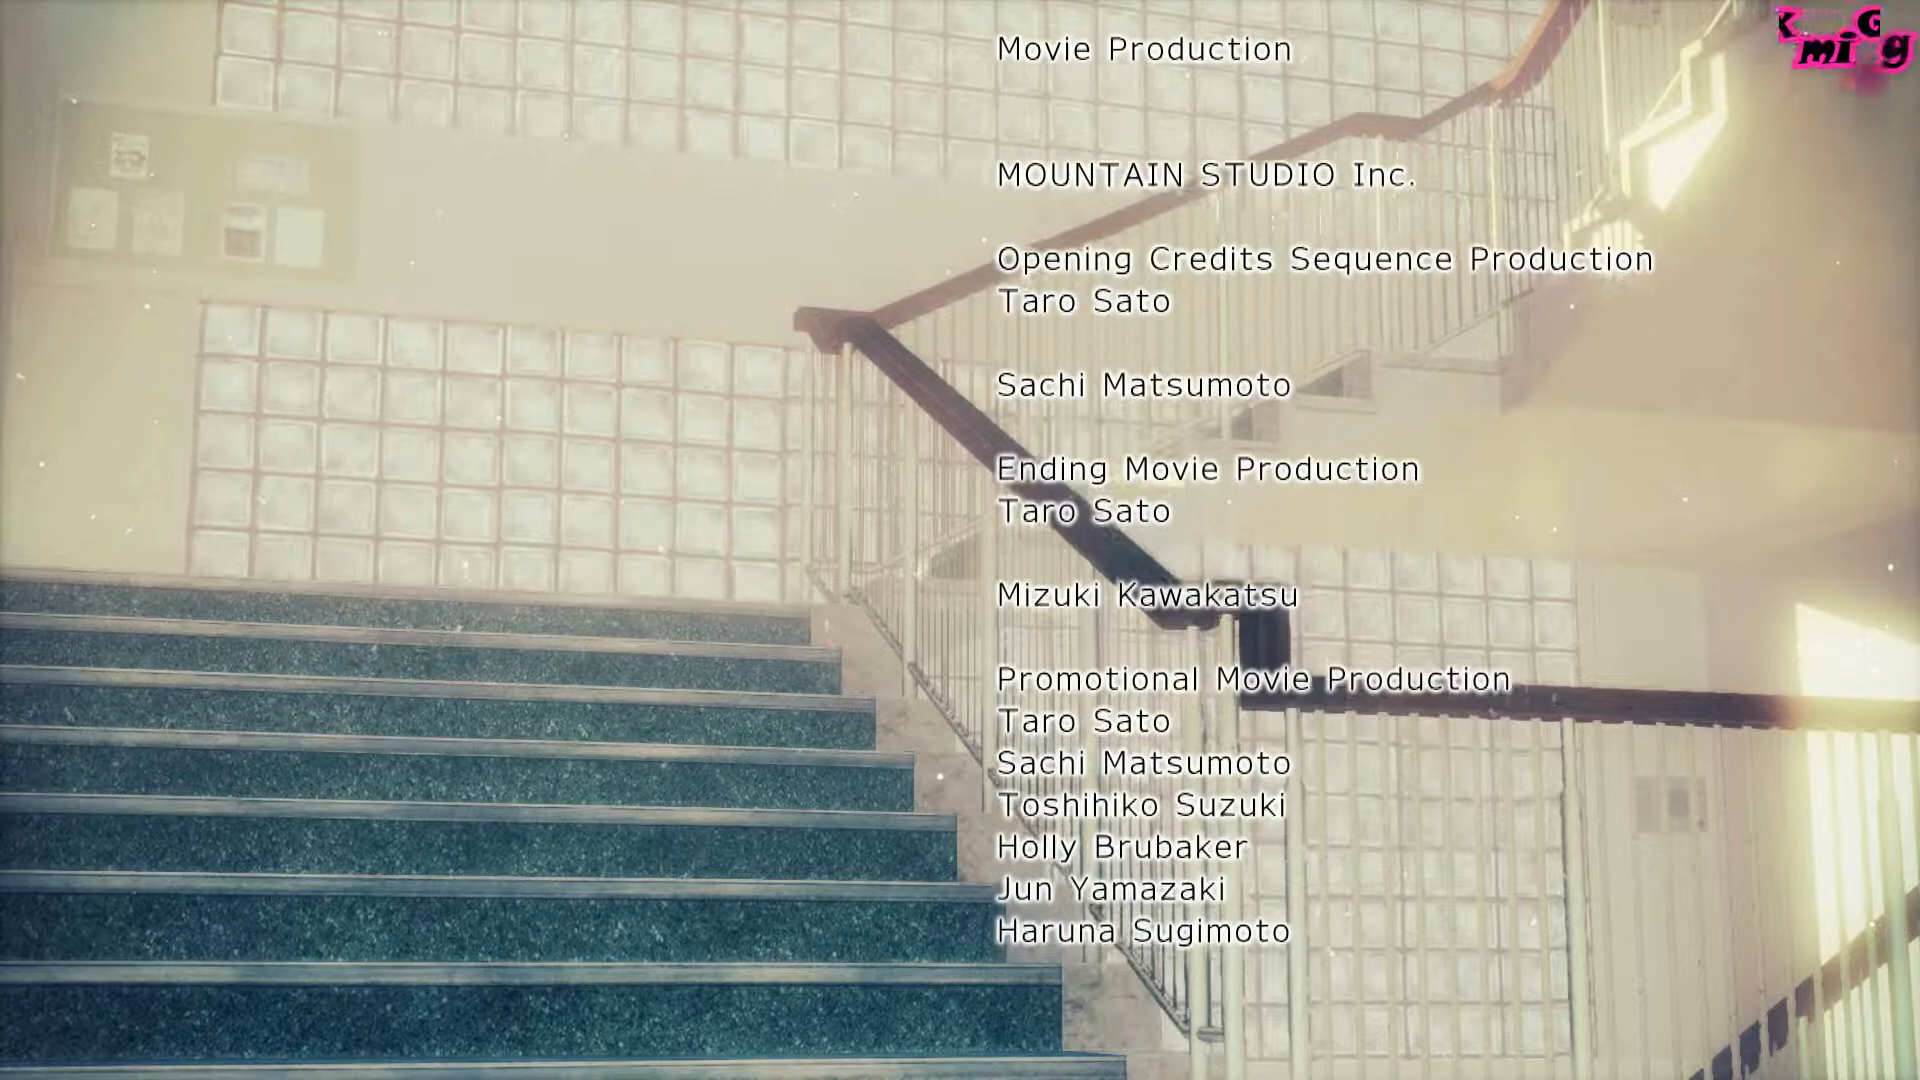 Movie Production
MOUNTAIN STUDIO Inc.
Opening Credits Sequence Production
Taro Sato
Sachi Matsumoto
Ending Movie Production
Taro Sato
Mizuki Kawakatsu
Promotional Movie Production
Taro Sato
Sachi Matsumoto
Toshihiko Suzuki
Holly Brubaker
Jun Yamazaki
Haruna Sugimoto